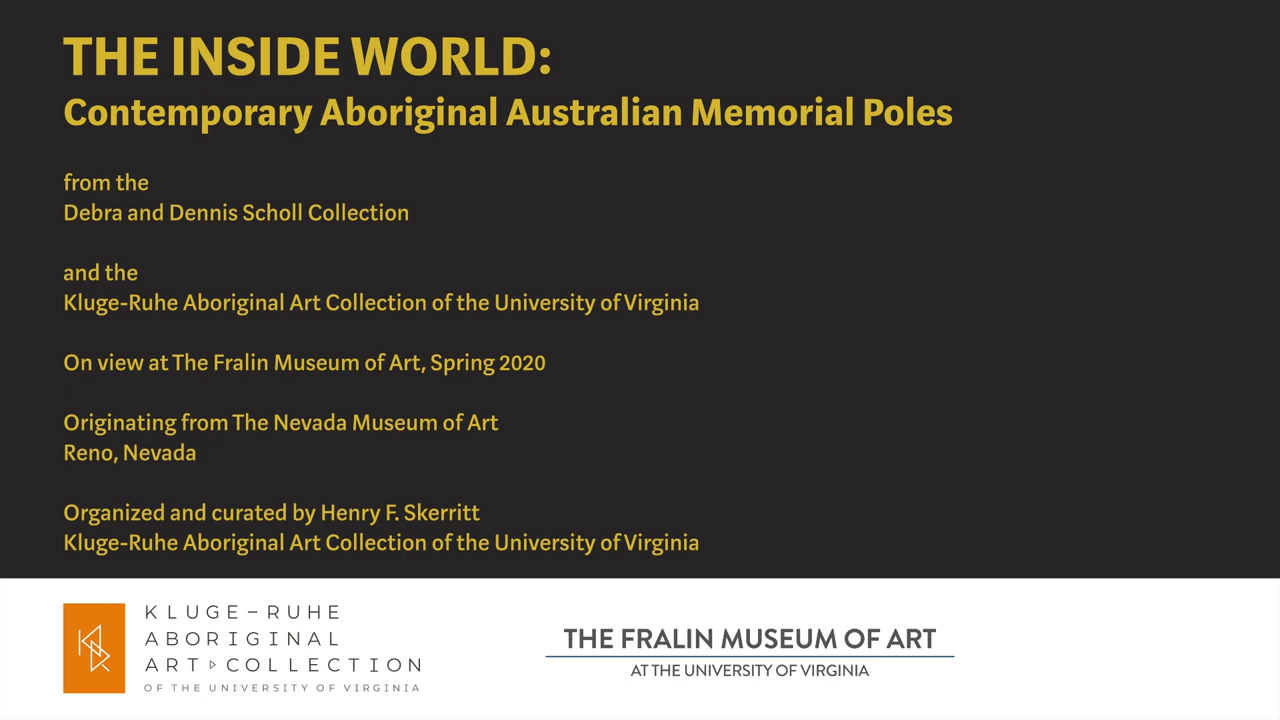 THE INSIDE WORLD:
Contemporary Aboriginal Australian Memorial Poles
from the
Debra and Dennis Scholl Collection
and the
Kluge-Ruhe Aboriginal Art Collection of the University of Virginia
On view at The Fralin Museum of Art, Spring 2020
Originating from The Nevada Museum of Art
Reno, Nevada
Organized and curated by Henry F. Skerritt
Kluge-Ruhe Aboriginal Art Collection of the University of Virginia
KLUGE-RUHE
ABORIGINAL
ART COLLECTION
OF THE UNIVERSITY OF VIRGINIA
THE FRALIN MUSEUM OF ART
AT THE UNIVERSITY OF VIRGINIA